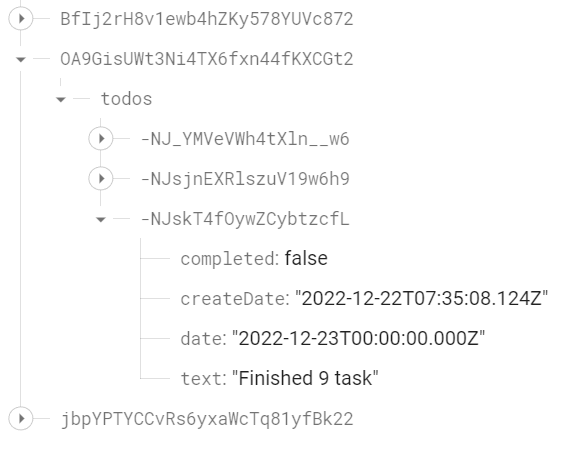 BfIj2rH8v1ewb4hZKy578YUVc872
OA9GisUWt3Ni4TX6fxn44fKXCGt2
todos
-NJ_YMVeVWh4tXln__w6
-NJsjnEXRlszuV19w6h9
-NJskT4fOywZCybtzcfL
completed: false
createDate: "2022-12-22T07:35:08.124Z"
date: "2022-12-23T00:00:00.000Z"
text: "Finished 9 task"
jbpYPTYCCvRs6yxaWcTq81yfBk22